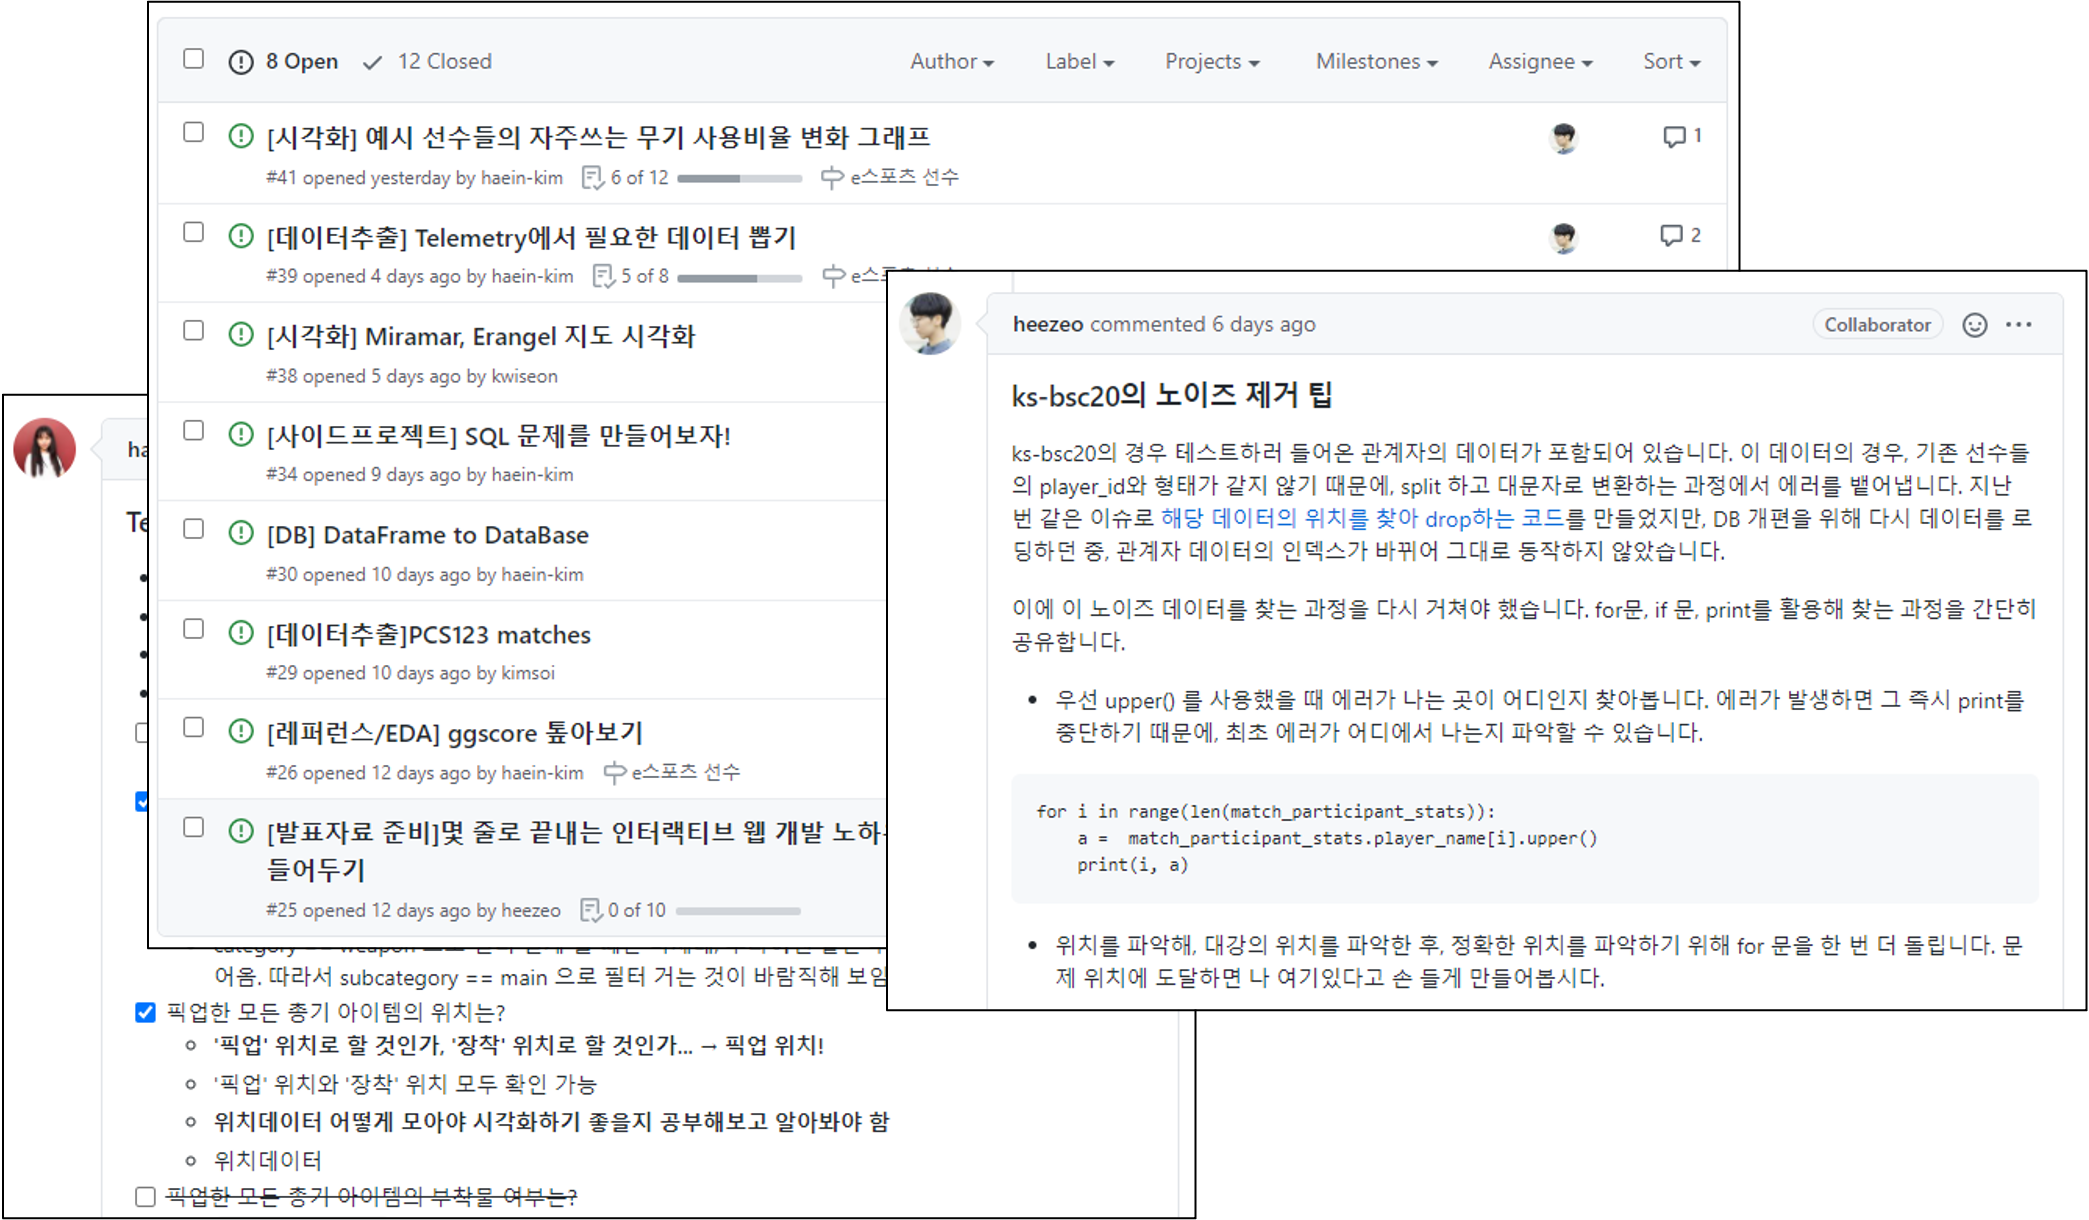 8 Open
12 Closed
Author
Label
Projects
Milestones
Assignee
Sort
[시각화] 예시 선수들의 자주쓰는 무기 사용비율 변화 그래프
1
#41 opened yesterday by haein-kim
6 of 12
e스포츠 선수
[데이터추출] Telemetry에서 필요한 데이터 뽑기
2
#39 opened 4 days ago by haein-kim
5 of 8
[시각화] Miramar, Erangel 지도 시각화
#38 opened 5 days ago by kwiseon
[사이드프로젝트] SQL 문제를 만들어보자!
#34 opened 9 days ago by haein-kim
[DB] DataFrame to DataBase
#30 opened 10 days ago by haein-kim
[데이터추출]PCS123 matches
#29 opened 10 days ago by kimsoi
[레퍼런스/EDA] ggscore 톺아보기
#26 opened 12 days ago by haein-kim
e스포츠 선수
[발표자료 준비]몇 줄로 끝내는 인터랙티브 웹 개발
들어두기
#25 opened 12 days ago by heezeo
0 of 10
heezeo commented 6 days ago
Collaborator
ks-bsc20의 노이즈 제거 팁
ks-bsc20의 경우 테스트하러 들어온 관계자의 데이터가 포함되어 있습니다. 이 데이터의 경우, 기존 선수들
의 player_id와 형태가 같지 않기 때문에, split 하고 대문자로 변환하는 과정에서 에러를 뱉어냅니다. 지난
번 같은 이슈로 해당 데이터의 위치를 찾아 drop하는 코드를 만들었지만, DB 개편을 위해 다시 데이터를 로
딩하던 중, 관계자 데이터의 인덱스가 바뀌어 그대로 동작하지 않았습니다.
이에 이 노이즈 데이터를 찾는 과정을 다시 거쳐야 했습니다. for문, if 문, print를 활용해 찾는 과정을 간단히
공유합니다.
우선 upper() 를 사용했을 때 에러가 나는 곳이 어디인지 찾아봅니다. 에러가 발생하면 그 즉시 print를
중단하기 때문에, 최초 에러가 어디에서 나는지 파악할 수 있습니다.
for i in range(len(match_participant_stats)):
a =  match_participant_stats.player_name[i].upper()
print(i, a)
위치를 파악해, 대강의 위치를 파악한 후, 정확한 위치를 파악하기 위해 for 문을 한 번 더 돌립니다. 문
제 위치에 도달하면 나 여기있다고 손 들게 만들어봅시다.
어움. 따라서 subcategory == main 으로 필터 거는 것이 바람직해 보임
픽업한 모든 총기 아이템의 위치는?
'픽업' 위치로 할 것인가, '장착' 위치로 할 것인가... → 픽업 위치!
'픽업' 위치와 '장착' 위치 모두 확인 가능
위치데이터 어떻게 모아야 시각화하기 좋을지 공부해보고 알아봐야 함
위치데이터
픽업한 모든 총기 아이템의 부착물 여부는?